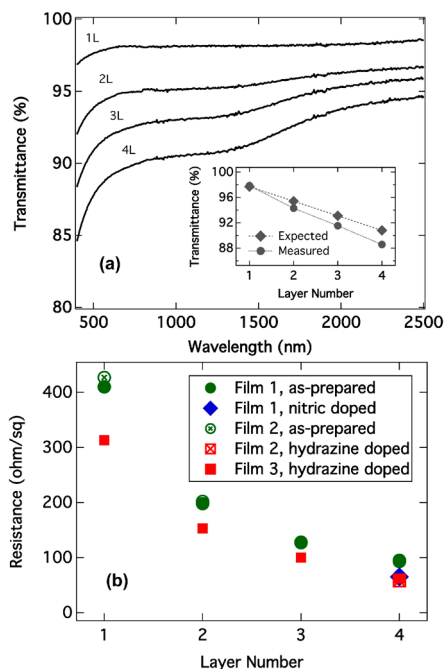 100
95
90
85
80
Transmittance (%)
1L
2L
3L
4L
(a)
100
96
92
88
Transmittance (%)
Expected
Measured
1 2 3 4
Layer Number
500 1000 1500 2000 2500
Wavelength (nm)
400
300
200
100
0
Resistance (ohm/sq)
Film 1, as-prepared
Film 1, nitric doped
Film 2, as-prepared
Film 2, hydrazine doped
Film 3, hydrazine doped
(b)
1 2 3 4
Layer Number